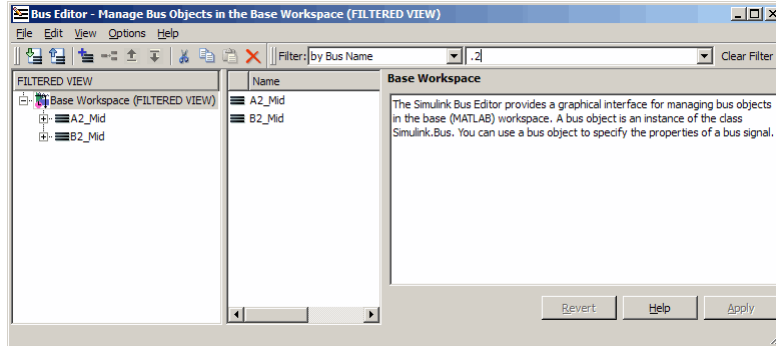 Bus Editor - Manage Bus Objects in the Base Workspace (FILTERED VIEW)
File Edit View Options Help
Filter: by Bus Name .2 Clear Filter
FILTERED VIEW
Base Workspace (FILTERED VIEW)
A2_Mid
B2_Mid
Name
A2_Mid
B2_Mid
Base Workspace
The Simulink Bus Editor provides a graphical interface for managing bus objects
in the base (MATLAB) workspace. A bus object is an instance of the class
Simulink.Bus. You can use a bus object to specify the properties of a bus signal.
Revert Help Apply